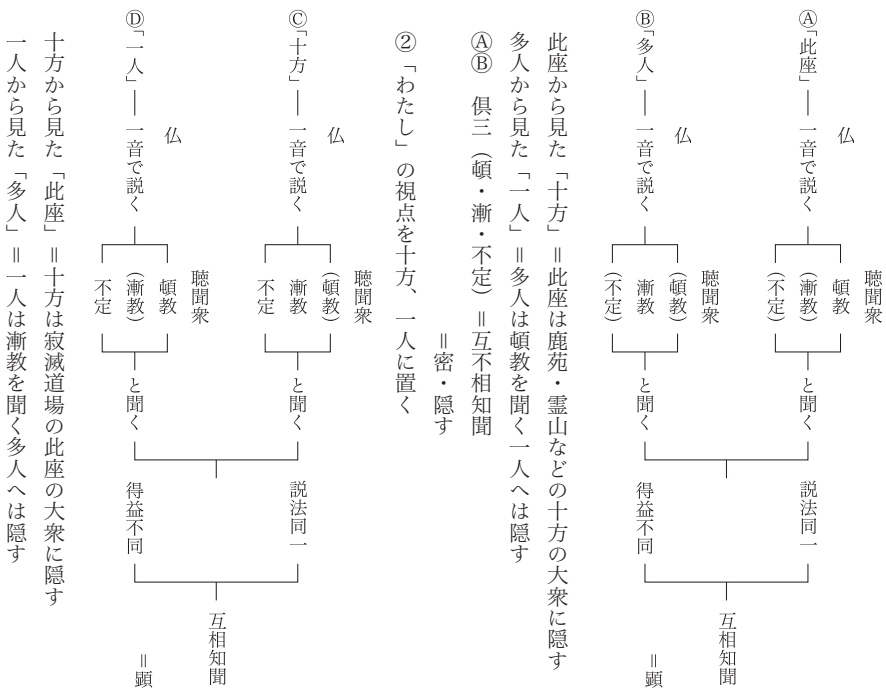 Ⓐ「此座」― 一音で説く
仏
聴聞衆
頓教
(漸教)
(不定)
と聞く
説法同一
Ⓑ「多人」― 一音で説く
仏
聴聞衆
(頓教)
漸教
(不定)
と聞く
得益不同
互相知聞
＝顕
此座から見た「十方」＝此座は鹿苑・霊山などの十方の大衆に隠す
多人から見た「一人」＝多人は頓教を聞く一人へは隠す
ⒶⒷ　倶三（頓・漸・不定）＝互不相知聞
＝密・隠す
②「わたし」の視点を十方、一人に置く
Ⓒ「十方」― 一音で説く
仏
聴聞衆
(頓教)
漸教
不定
と聞く
説法同一
Ⓓ「一人」― 一音で説く
仏
聴聞衆
頓教
(漸教)
不定
と聞く
得益不同
互相知聞
＝顕
十方から見た「此座」＝十方は寂滅道場の此座の大衆に隠す
一人から見た「多人」＝一人は漸教を聞く多人へは隠す